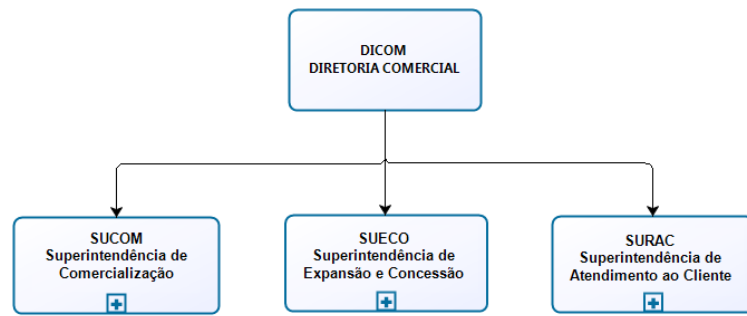 DICOM
DIRETORIA COMERCIAL
SUCOM
Superintendência de
Comercialização
SUECO
Superintendência de
Expansão e Concessão
SURAC
Superintendência de
Atendimento ao Cliente